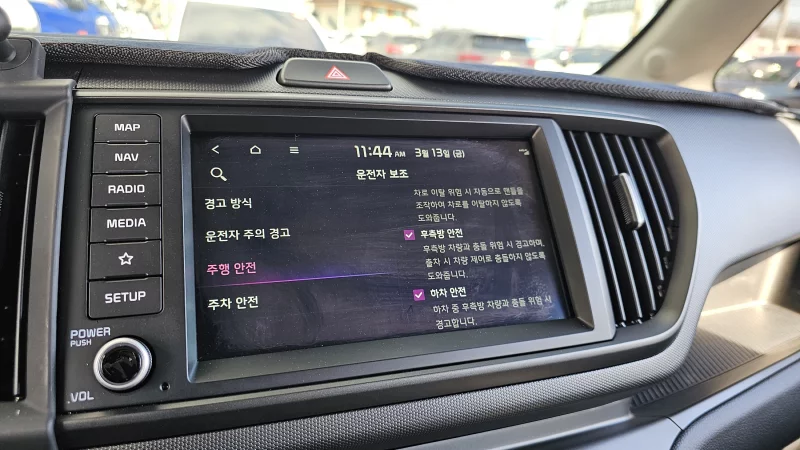 MAP
NAV
RADIO
MEDIA
SETUP
POWER
PUSH
VOL
11:44 AM 3월 13일 (금)
운전자 보조
경고 방식
운전자 주의 경고
주행 안전
주차 안전
차로 이탈 위험 시 자동으로 핸들을
조작하여 차로를 이탈하지 않도록
도와줍니다.
후측방 안전
후측방 차량과 충돌 위험 시 경고하며,
출차 시 차량 제어로 충돌하지 않도록
도와줍니다.
하차 안전
하차 중 후측방 차량과 충돌 위험 시
경고합니다.